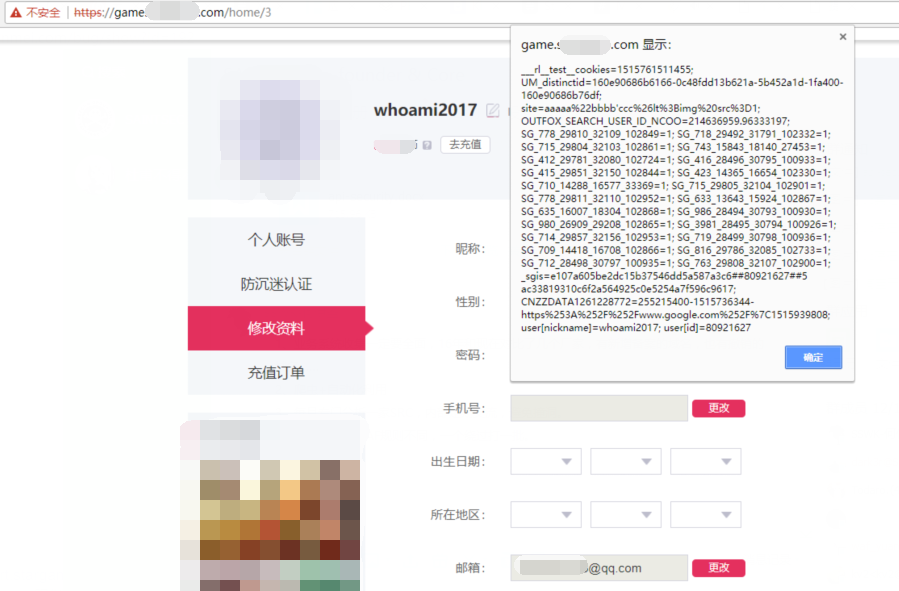 不安全 https://game. .com/home/3
game.s .com 显示：
___rl__test__cookies=1515761511455;
UM_distinctid=160e90686b6166-0c48fdd13b621a-5b452a1d-1fa400-
160e90686b76df;
site=aaaaa%22bbbb'ccc%26lt%3Bimg%20src%3D1;
OUTFOX_SEARCH_USER_ID_NCOO=214636959.96333197;
SG_778_29810_32109_102849=1; SG_718_29492_31791_102332=1;
SG_715_29804_32103_102861=1; SG_743_15843_18140_27453=1;
SG_412_29781_32080_102724=1; SG_416_28496_30795_100933=1;
SG_415_29851_32150_102844=1; SG_423_14365_16654_102330=1;
SG_710_14288_16577_33369=1; SG_715_29805_32104_102901=1;
SG_778_29811_32110_102952=1; SG_633_13643_15924_102867=1;
SG_635_16007_18304_102868=1; SG_986_28494_30793_100930=1;
SG_980_26909_29208_102865=1; SG_3981_28495_30794_100926=1;
SG_714_29857_32156_102953=1; SG_719_28499_30798_100936=1;
SG_709_14418_16708_102866=1; SG_816_29786_32085_102733=1;
SG_712_28498_30797_100935=1; SG_763_29808_32107_102900=1;
_sgis=e107a605be2dc15b37546dd5a587a3c6##80921627##5
ac33819310c6f2a564925c0e5254a7f596c9617;
CNZZDATA1261228772=255215400-1515736344-
https%253A%252F%252Fwww.google.com%252F%7C1515939808;
user[nickname]=whoami2017; user[id]=80921627
确定
whoami2017
去充值
个人账号
防沉迷认证
修改资料
充值订单
昵称：
性别：
密码：
手机号： 更改
出生日期：
所在地区：
邮箱： @qq.com 更改